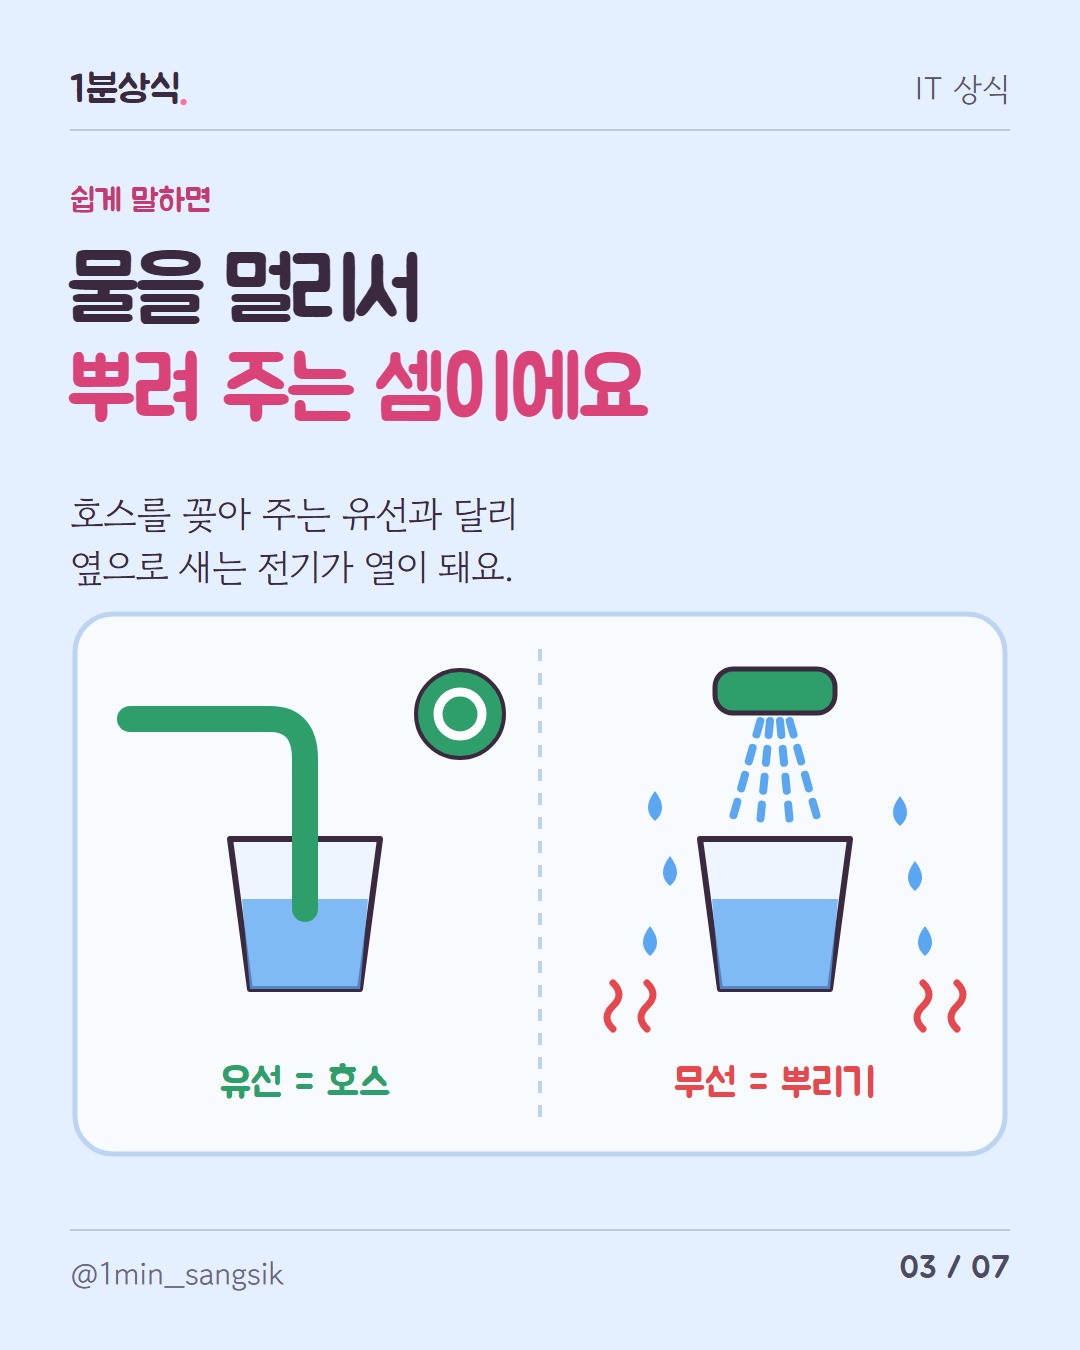 1분상식.
IT 상식
쉽게 말하면
물을 멀리서
뿌려 주는 셈이에요
호스를 꽂아 주는 유선과 달리
옆으로 새는 전기가 열이 돼요.
유선 = 호스
무선 = 뿌리기
@1min_sangsik
03 / 07